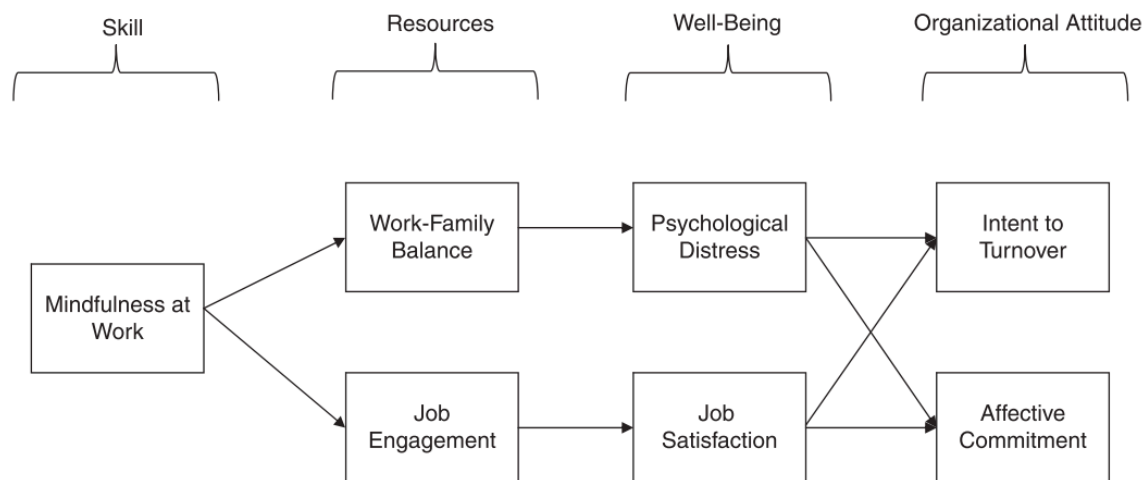 Skill
Resources
Well-Being
Organizational Attitude
Work-Family
Balance
Psychological
Distress
Intent to
Turnover
Mindfulness at
Work
Job
Engagement
Job
Satisfaction
Affective
Commitment